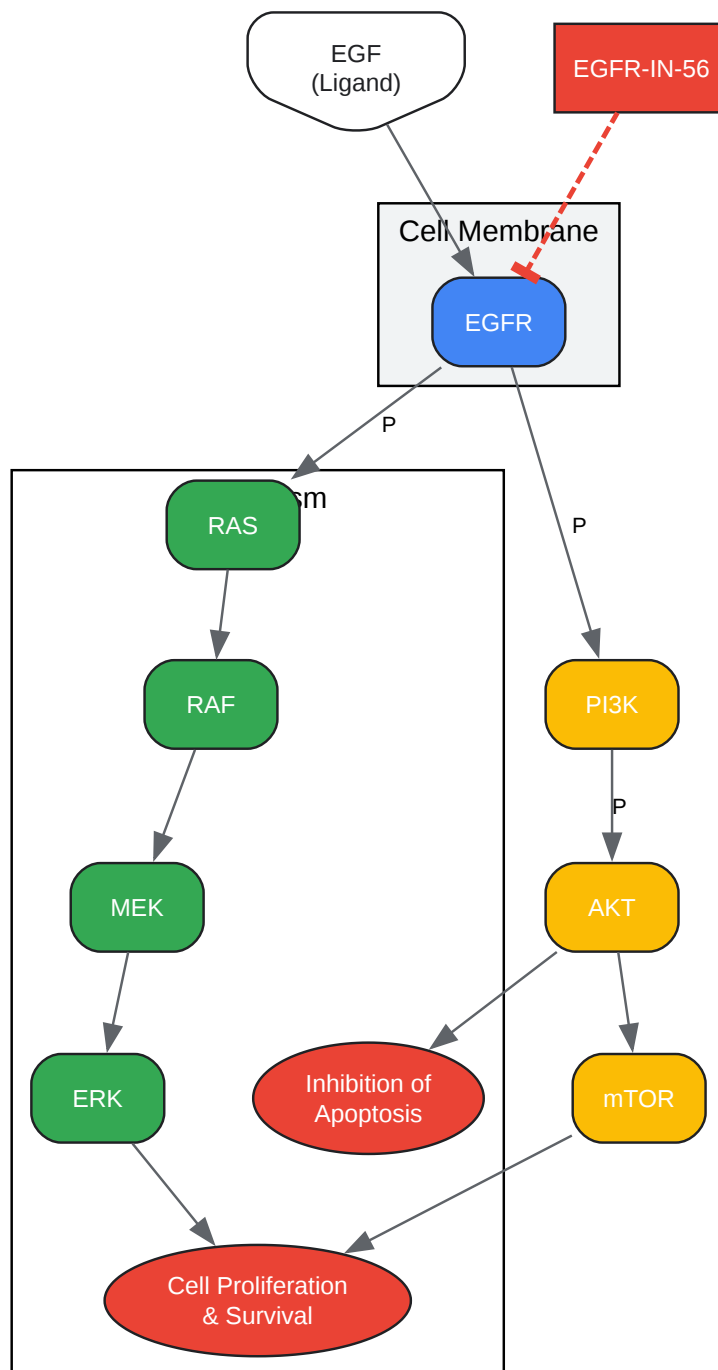 EGF
(Ligand)
EGFR-IN-56
Cell Membrane
EGFR
P
RAS
P
RAF
PI3K
P
MEK
AKT
Inhibition of
Apoptosis
ERK
mTOR
Cell Proliferation
& Survival